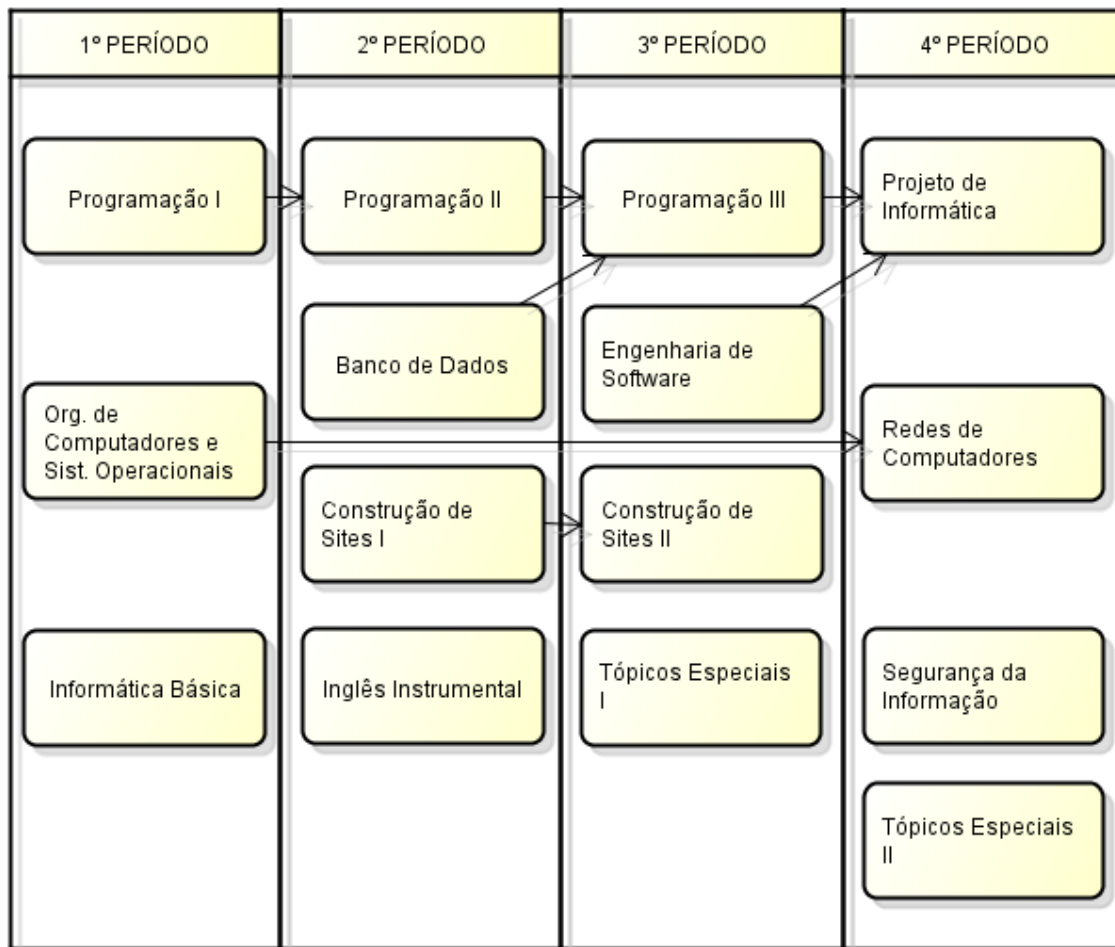 1º PERÍODO
2º PERÍODO
3º PERÍODO
4º PERÍODO
Programação I
Programação II
Programação III
Projeto de
Informática
Banco de Dados
Engenharia de
Software
Org. de
Computadores e
Sist. Operacionais
Redes de
Computadores
Construção de
Sites I
Construção de
Sites II
Informática Básica
Inglês Instrumental
Tópicos Especiais
I
Segurança da
Informação
Tópicos Especiais
II